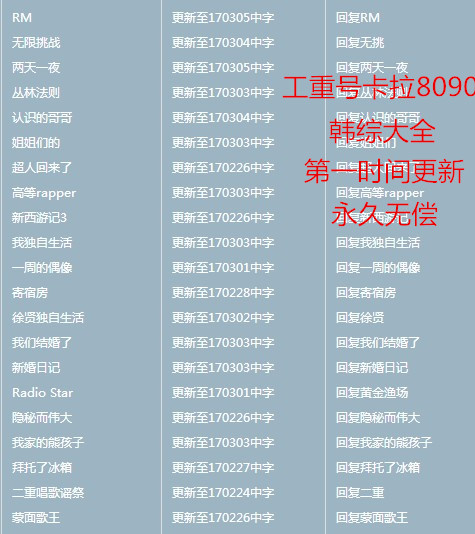 RM 更新至170305中字 回复RM
无限挑战 更新至170304中字 回复无挑
两天一夜 更新至170305中字 回复两天一夜
丛林法则 更新至170303中字 回复丛林法则
工重号卡拉8090
认识的哥哥 更新至170304中字 回复认识的哥哥
姐姐们的 更新至170303中字 回复姐姐们
韩综大全
超人回来了 更新至170226中字 回复
第一时间更新
高等rapper 更新至170303中字 回复高等rapper
新西游记3 更新至170226中字 回复新西游记
永久无偿
我独自生活 更新至170303中字 回复我独自生活
一周的偶像 更新至170301中字 回复一周的偶像
寄宿房 更新至170228中字 回复寄宿房
徐贤独自生活 更新至170302中字 回复徐贤
我们结婚了 更新至170303中字 回复我们结婚了
新婚日记 更新至170303中字 回复新婚日记
Radio Star 更新至170301中字 回复黄金渔场
隐秘而伟大 更新至170226中字 回复隐秘而伟大
我家的熊孩子 更新至170303中字 回复我家的熊孩子
拜托了冰箱 更新至170227中字 回复拜托了冰箱
二重唱歌谣祭 更新至170224中字 回复二重
蒙面歌王 更新至170226中字 回复蒙面歌王